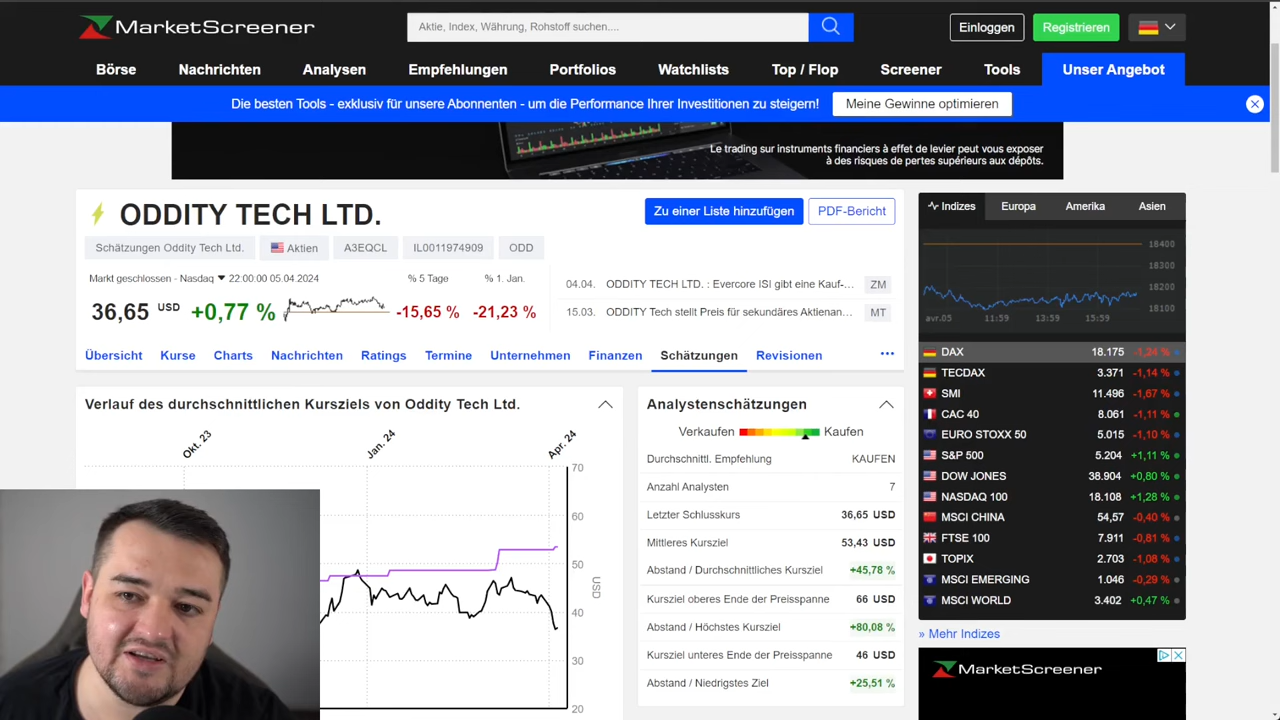 MarketScreener
Aktie, Index, Währung, Rohstoff suchen....
Einloggen
Registrieren
Börse
Nachrichten
Analysen
Empfehlungen
Portfolios
Watchlists
Top / Flop
Screener
Tools
Unser Angebot
Die besten Tools - exklusiv für unsere Abonnenten - um die Performance Ihrer Investitionen zu steigern!
Meine Gewinne optimieren
Le trading sur instruments financiers à effet de levier peut vous exposer
à des risques de pertes supérieurs aux dépôts.
ODDITY TECH LTD.
Zu einer Liste hinzufügen
PDF-Bericht
Schätzungen Oddity Tech Ltd.
Aktien
A3EQCL
IL0011974909
ODD
Markt geschlossen - Nasdaq
22:00:00 05.04.2024
% 5 Tage
% 1. Jan.
36,65 USD
+0,77 %
-15,65 %
-21,23 %
04.04. ODDITY TECH LTD. : Evercore ISI gibt eine Kauf-... ZM
15.03. ODDITY Tech stellt Preis für sekundäres Aktienan... MT
Übersicht
Kurse
Charts
Nachrichten
Ratings
Termine
Unternehmen
Finanzen
Schätzungen
Revisionen
...
Verlauf des durchschnittlichen Kursziels von Oddity Tech Ltd.
Okt. 23
Jan. 24
Apr. 24
70
60
50
40
30
20
USD
Analystenschätzungen
Verkaufen
Kaufen
Durchschnittl. Empfehlung KAUFEN
Anzahl Analysten 7
Letzter Schlusskurs 36,65 USD
Mittleres Kursziel 53,43 USD
Abstand / Durchschnittliches Kursziel +45,78 %
Kursziel oberes Ende der Preisspanne 66 USD
Abstand / Höchstes Kursziel +80,08 %
Kursziel unteres Ende der Preisspanne 46 USD
Abstand / Niedrigstes Ziel +25,51 %
Indizes
Europa
Amerika
Asien
18400
18300
18200
18100
avr.05
11:59
13:59
15:59
DAX 18.175 -1,24 %
TECDAX 3.371 -1,14 %
SMI 11.496 -1,67 %
CAC 40 8.061 -1,11 %
EURO STOXX 50 5.015 -1,10 %
S&P 500 5.204 +1,11 %
DOW JONES 38.904 +0,80 %
NASDAQ 100 18.108 +1,28 %
MSCI CHINA 54,57 -0,40 %
FTSE 100 7.911 -0,81 %
TOPIX 2.703 -1,08 %
MSCI EMERGING 1.046 -0,29 %
MSCI WORLD 3.402 +0,47 %
» Mehr Indizes
MarketScreener